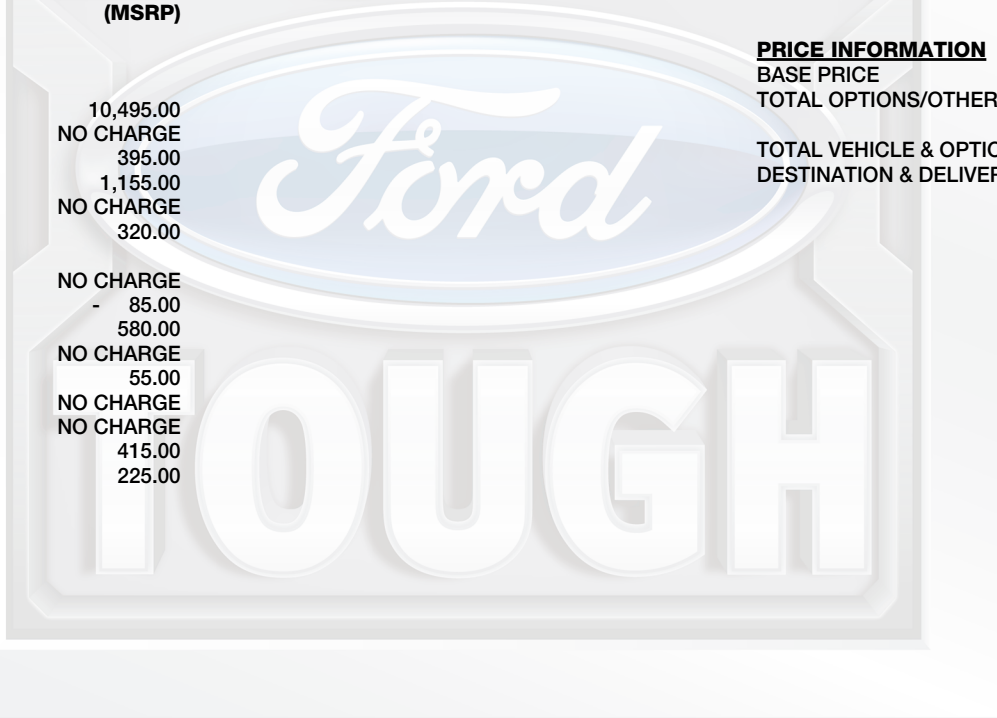 (MSRP)
10,495.00
NO CHARGE
395.00
1,155.00
NO CHARGE
320.00
NO CHARGE
- 85.00
580.00
NO CHARGE
55.00
NO CHARGE
NO CHARGE
415.00
225.00
PRICE INFORMATION
BASE PRICE
TOTAL OPTIONS/OTHER
TOTAL VEHICLE & OPTIO
DESTINATION & DELIVER
Ford
TOUGH